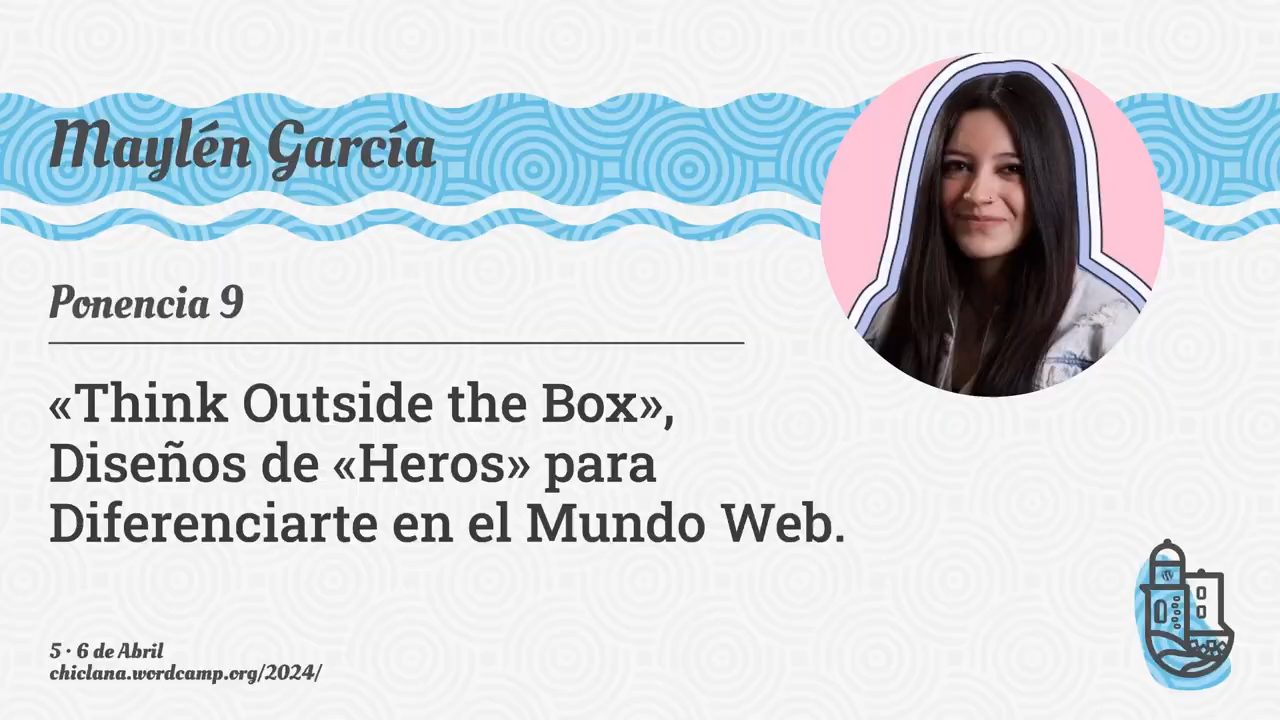 Maylén García
Ponencia 9
«Think Outside the Box»,
Diseños de «Heros» para
Diferenciarte en el Mundo Web.
5 · 6 de Abril
chiclana.wordcamp.org/2024/